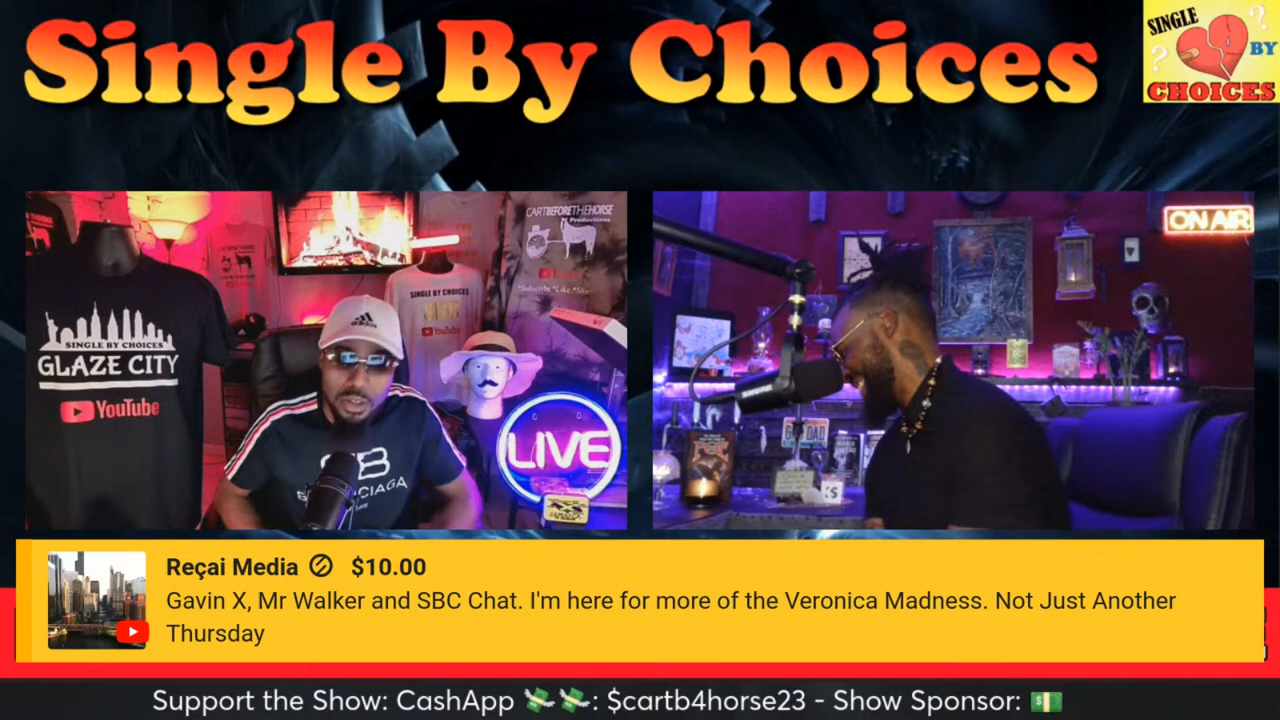 Single By Choices
SINGLE
BY
CHOICES
CARTBEFORETHEHORSE
Productions
SINGLE BY CHOICES
GLAZE CITY
YouTube
SINGLE BY CHOICES
YouTube
adidas
LIVE
ON AIR
Reçai Media $10.00
Gavin X, Mr Walker and SBC Chat. I'm here for more of the Veronica Madness. Not Just Another
Thursday
Support the Show: CashApp 💸💸: $cartb4horse23 - Show Sponsor: 💵